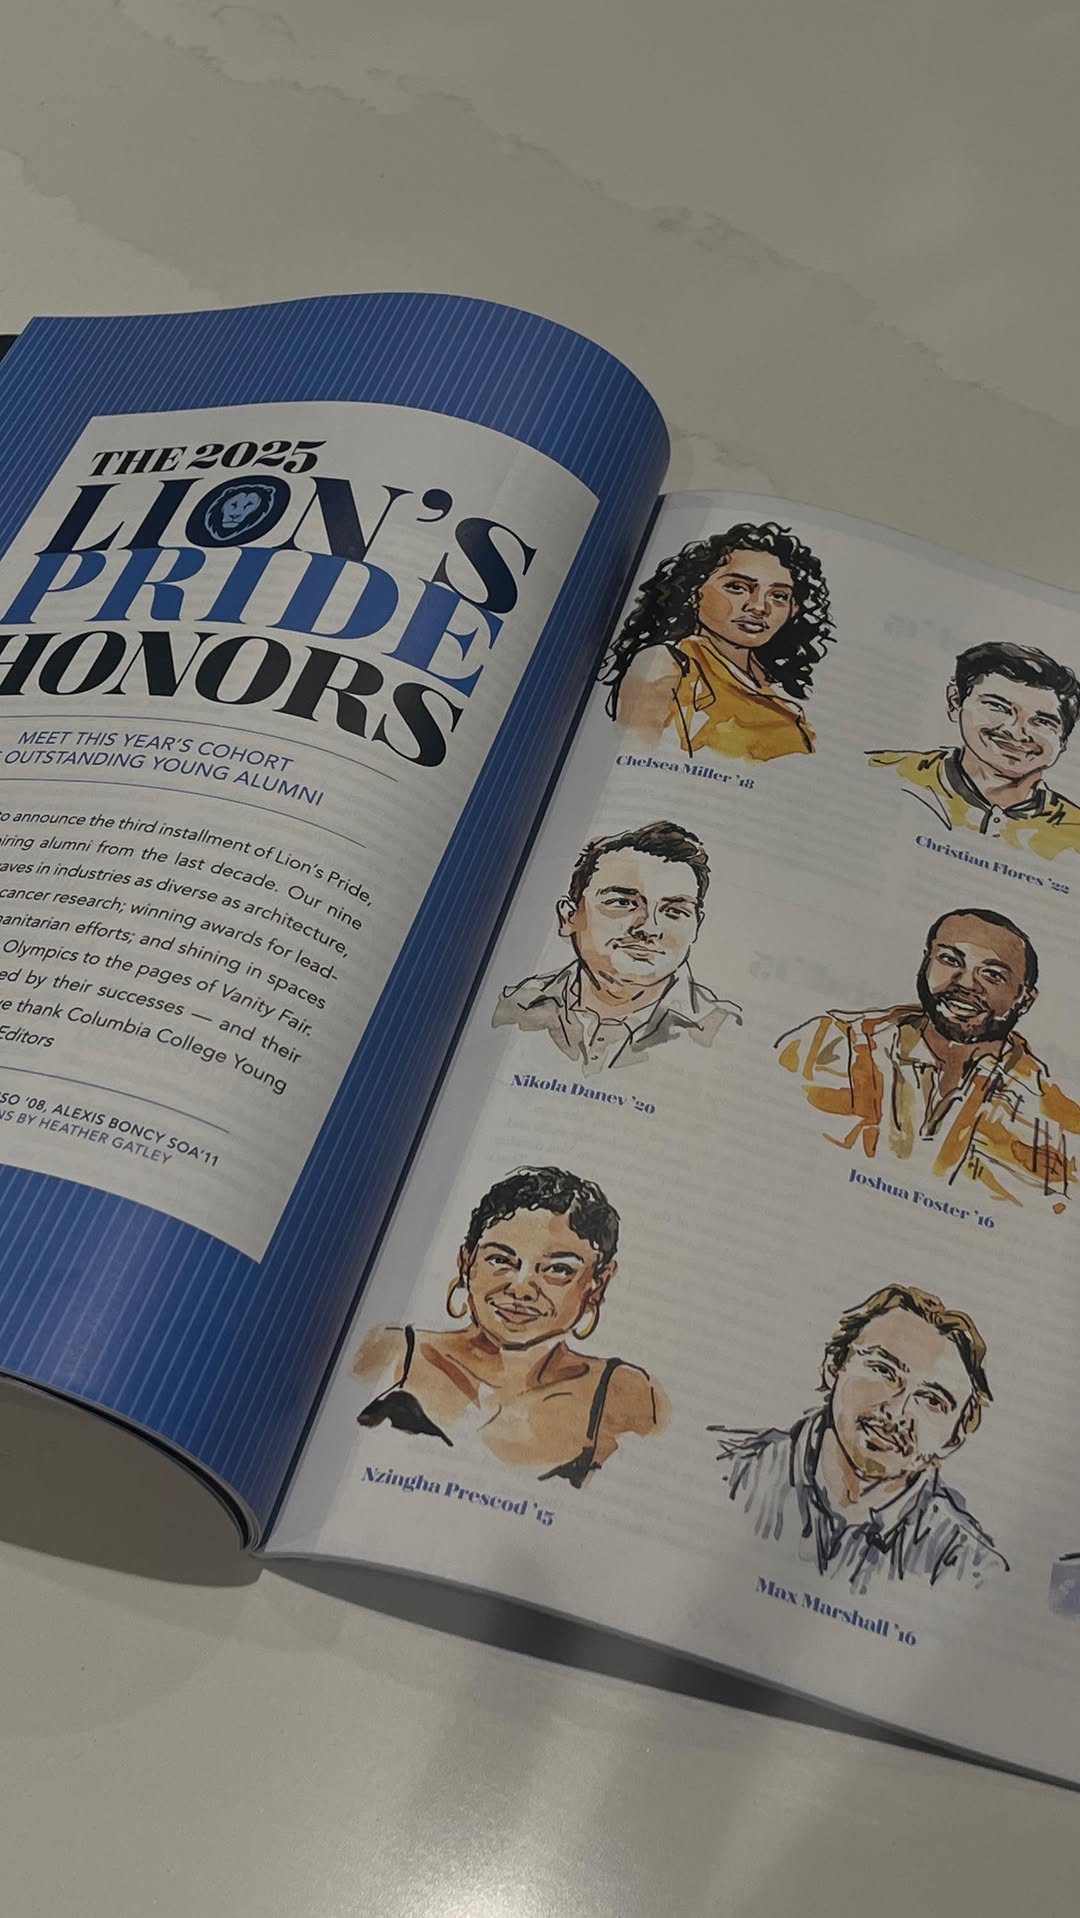 THE 2025
LION'S
PRIDE
HONORS
MEET THIS YEAR'S COHORT
OUTSTANDING YOUNG ALUMNI
to announce the third installment of Lion's Pride,
iring alumni from the last decade. Our nine
aves in industries as diverse as architecture,
cancer research; winning awards for lead-
anitarian efforts; and shining in spaces
Olympics to the pages of Vanity Fair.
ed by their successes — and their
e thank Columbia College Young
Editors
SO '08, ALEXIS BONCY SOA'11
NS BY HEATHER GATLEY
Chelsea Miller '18
Christian Flores '22
Nikola Danev '20
Joshua Foster '16
Nzingha Prescod '15
Max Marshall '16